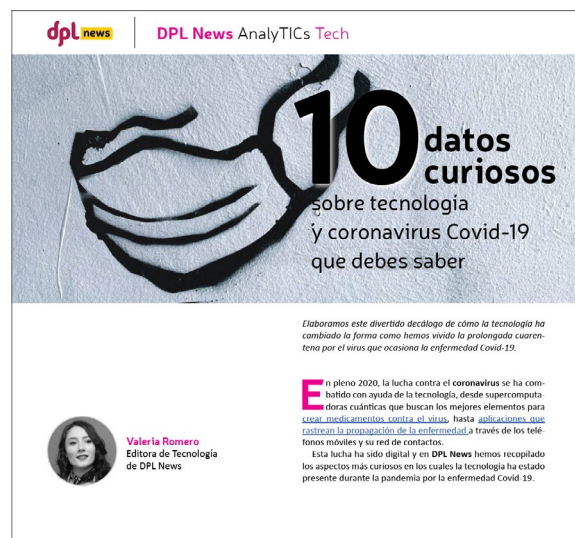 dpl news
DPL News AnalyTICs Tech
10 datos
curiosos
sobre tecnología
y coronavirus Covid-19
que debes saber
Elaboramos este divertido decálogo de cómo la tecnología ha
cambiado la forma como hemos vivido la prolongada cuaren-
tena por el virus que ocasiona la enfermedad Covid-19.
En pleno 2020, la lucha contra el coronavirus se ha com-
batido con ayuda de la tecnología, desde supercomputa-
doras cuánticas que buscan los mejores elementos para
crear medicamentos contra el virus, hasta aplicaciones que
rastrean la propagación de la enfermedad a través de los telé-
fonos móviles y su red de contactos.
Esta lucha ha sido digital y en DPL News hemos recopilado
los aspectos más curiosos en los cuales la tecnología ha estado
presente durante la pandemia por la enfermedad Covid-19.
Valeria Romero
Editora de Tecnología
de DPL News